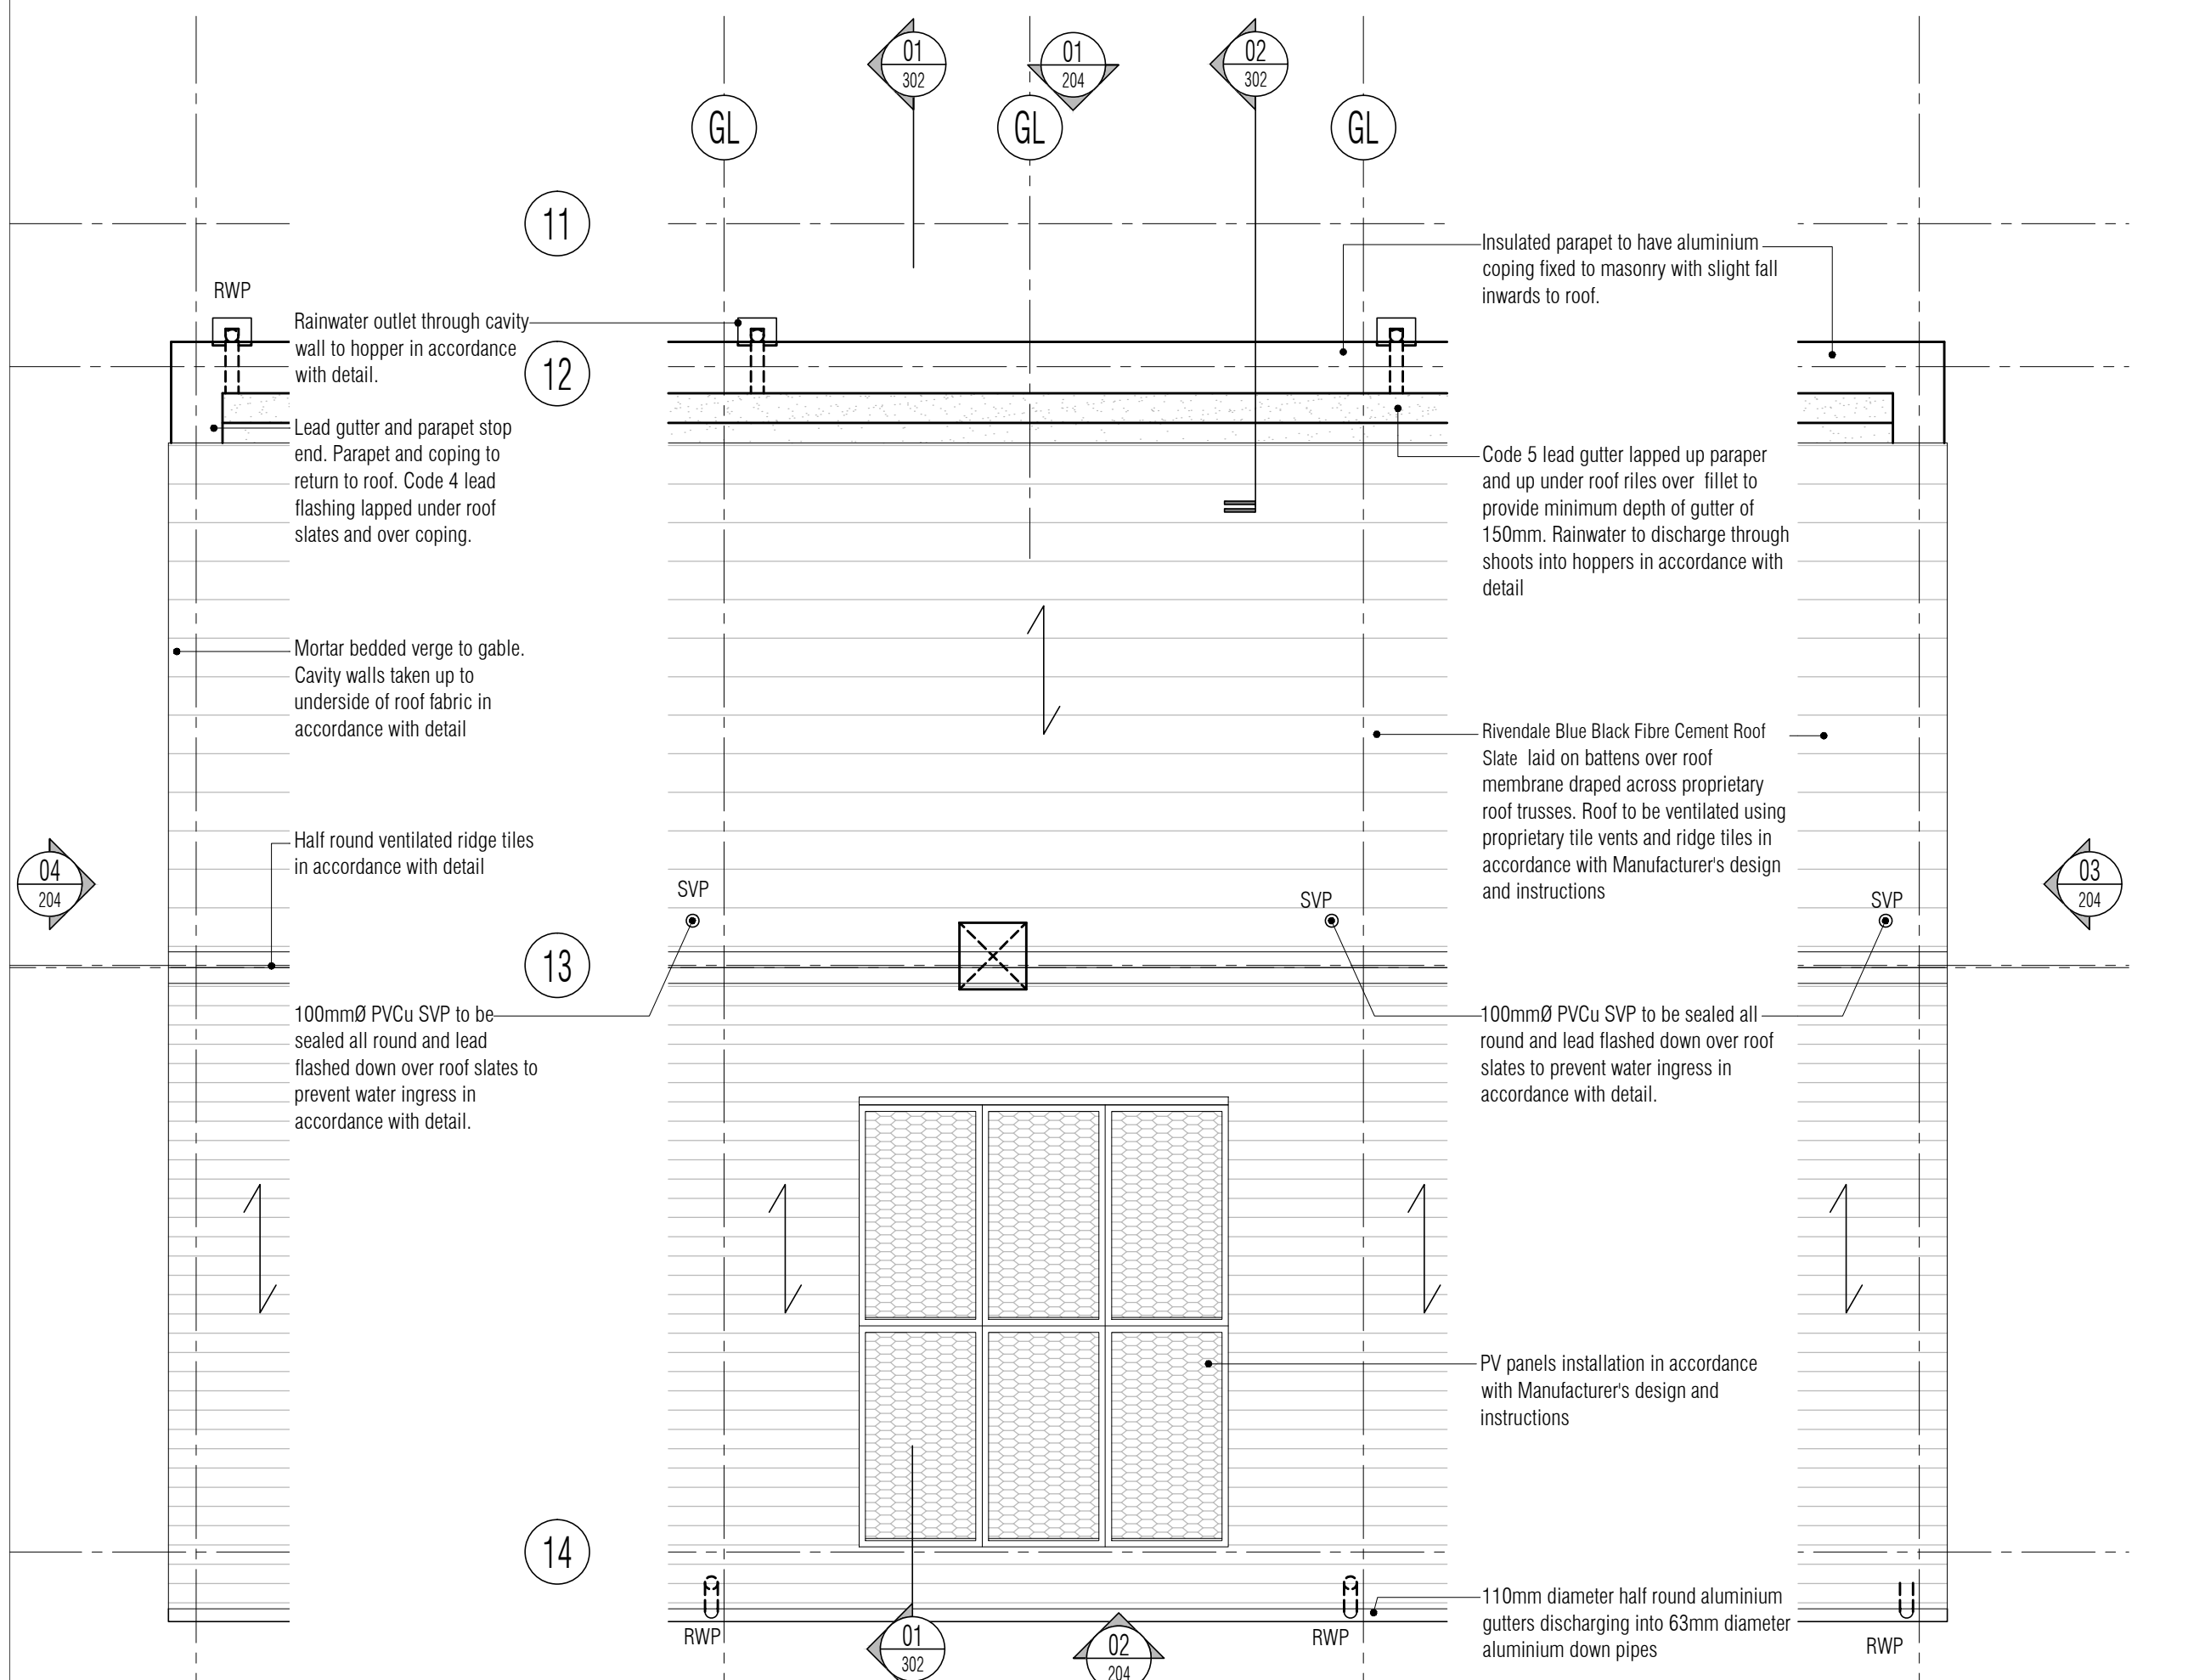 01
302
01
204
02
302
GL
GL
GL
11
RWP
Rainwater outlet through cavity
wall to hopper in accordance
with detail.
12
Insulated parapet to have aluminium
coping fixed to masonry with slight fall
inwards to roof.
Lead gutter and parapet stop
end. Parapet and coping to
return to roof. Code 4 lead
flashing lapped under roof
slates and over coping.
Code 5 lead gutter lapped up paraper
and up under roof riles over fillet to
provide minimum depth of gutter of
150mm. Rainwater to discharge through
shoots into hoppers in accordance with
detail
Mortar bedded verge to gable.
Cavity walls taken up to
underside of roof fabric in
accordance with detail
Rivendale Blue Black Fibre Cement Roof
Slate laid on battens over roof
membrane draped across proprietary
roof trusses. Roof to be ventilated using
proprietary tile vents and ridge tiles in
accordance with Manufacturer's design
and instructions
Half round ventilated ridge tiles
in accordance with detail
04
204
03
204
SVP
SVP
SVP
13
100mmØ PVCu SVP to be
sealed all round and lead
flashed down over roof slates to
prevent water ingress in
accordance with detail.
100mmØ PVCu SVP to be sealed all
round and lead flashed down over roof
slates to prevent water ingress in
accordance with detail.
PV panels installation in accordance
with Manufacturer's design and
instructions
14
110mm diameter half round aluminium
gutters discharging into 63mm diameter
aluminium down pipes
RWP
RWP
RWP
01
302
02
204